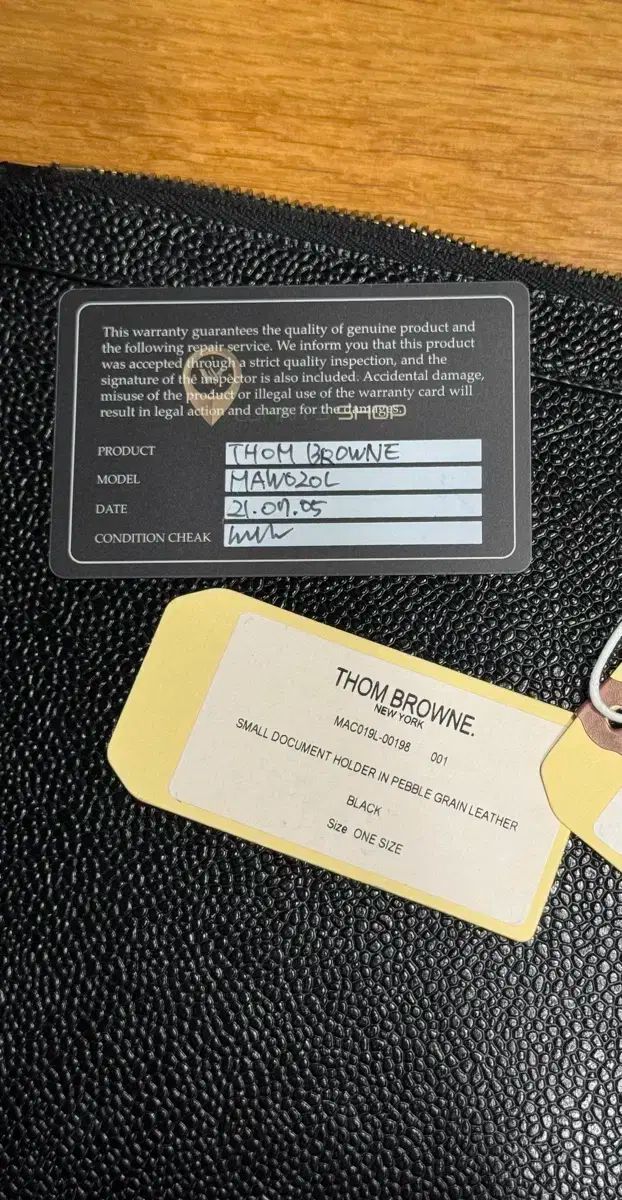 This warranty guarantees the quality of genuine product and
the following repair service. We inform you that this product
was accepted through a strict quality inspection, and the
signature of the inspector is also included. Accidental damage,
misuse of the product or illegal use of the warranty card will
result in legal action and charge for the damages.
SHOP
PRODUCT THOM BROWNE
MODEL MAW020L
DATE 21.07.05
CONDITION CHEAK
THOM BROWNE.
NEW YORK
MAC019L-00198 001
SMALL DOCUMENT HOLDER IN PEBBLE GRAIN LEATHER
BLACK
Size ONE SIZE